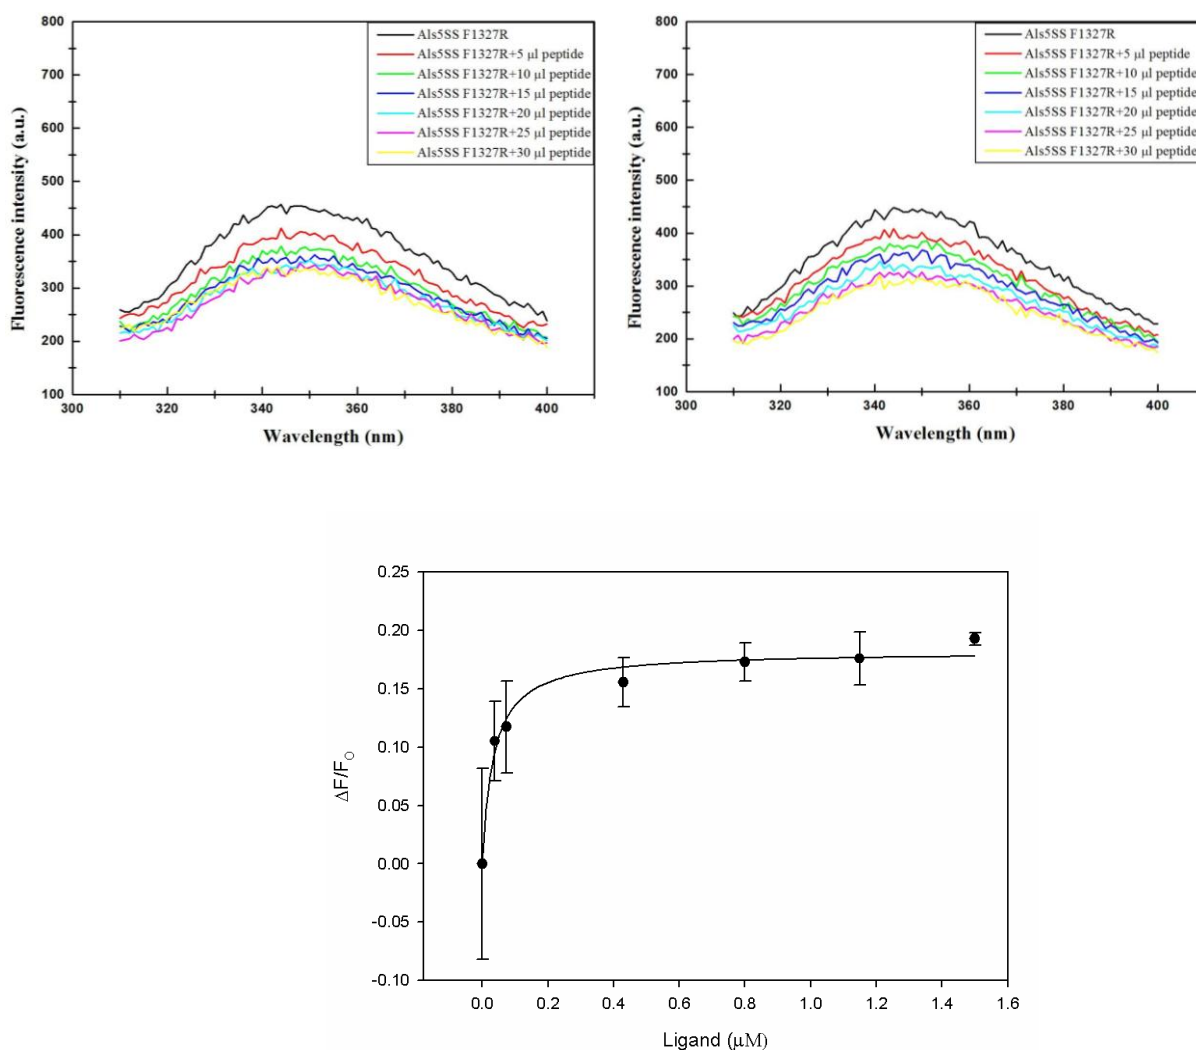 800
700
600
500
400
300
200
100
Fluorescence intensity (a.u.)
Als5SS F1327R
Als5SS F1327R+5 µl peptide
Als5SS F1327R+10 µl peptide
Als5SS F1327R+15 µl peptide
Als5SS F1327R+20 µl peptide
Als5SS F1327R+25 µl peptide
Als5SS F1327R+30 µl peptide
300 320 340 360 380 400
Wavelength (nm)
800
700
600
500
400
300
200
100
Fluorescence intensity (a.u.)
Als5SS F1327R
Als5SS F1327R+5 µl peptide
Als5SS F1327R+10 µl peptide
Als5SS F1327R+15 µl peptide
Als5SS F1327R+20 µl peptide
Als5SS F1327R+25 µl peptide
Als5SS F1327R+30 µl peptide
300 320 340 360 380 400
Wavelength (nm)
0.25
0.20
0.15
0.10
0.05
0.00
-0.05
-0.10
ΔF/F₀
0.0 0.2 0.4 0.6 0.8 1.0 1.2 1.4 1.6
Ligand (µM)